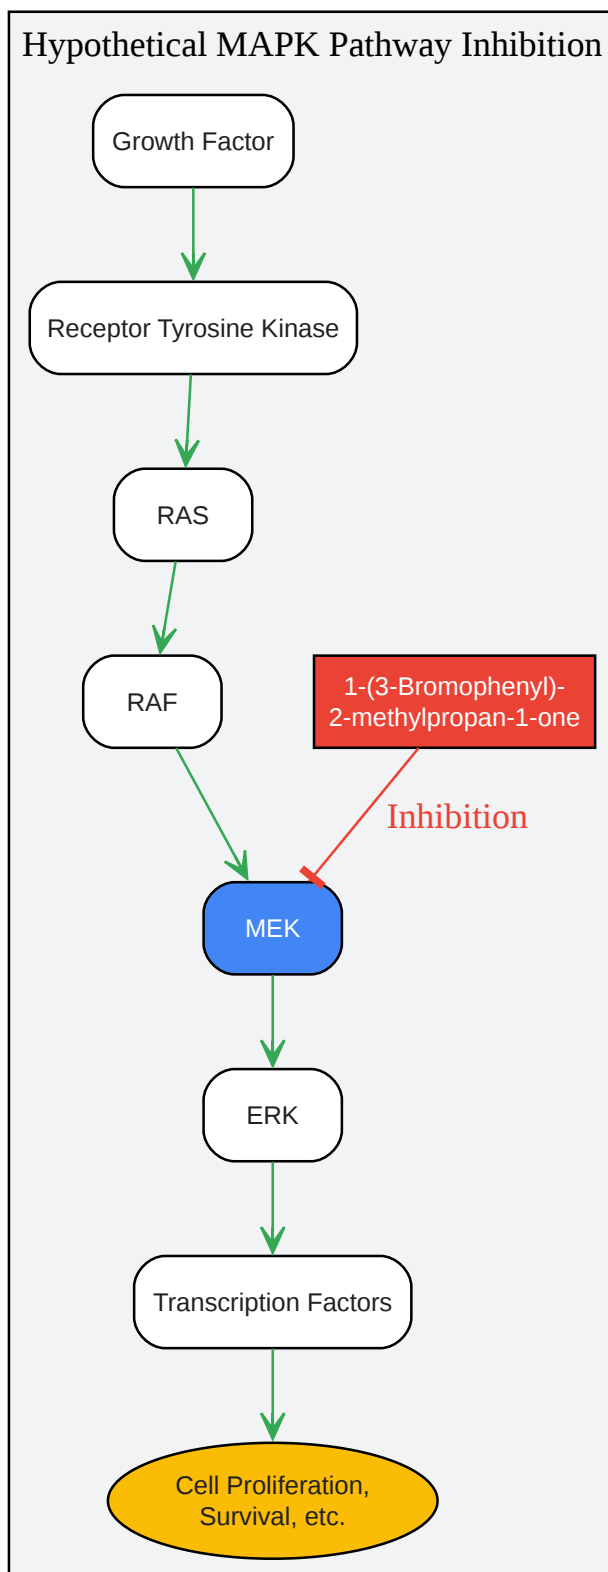 Hypothetical MAPK Pathway Inhibition
Growth Factor
Receptor Tyrosine Kinase
RAS
RAF
1-(3-Bromophenyl)-
2-methylpropan-1-one
Inhibition
MEK
ERK
Transcription Factors
Cell Proliferation,
Survival, etc.